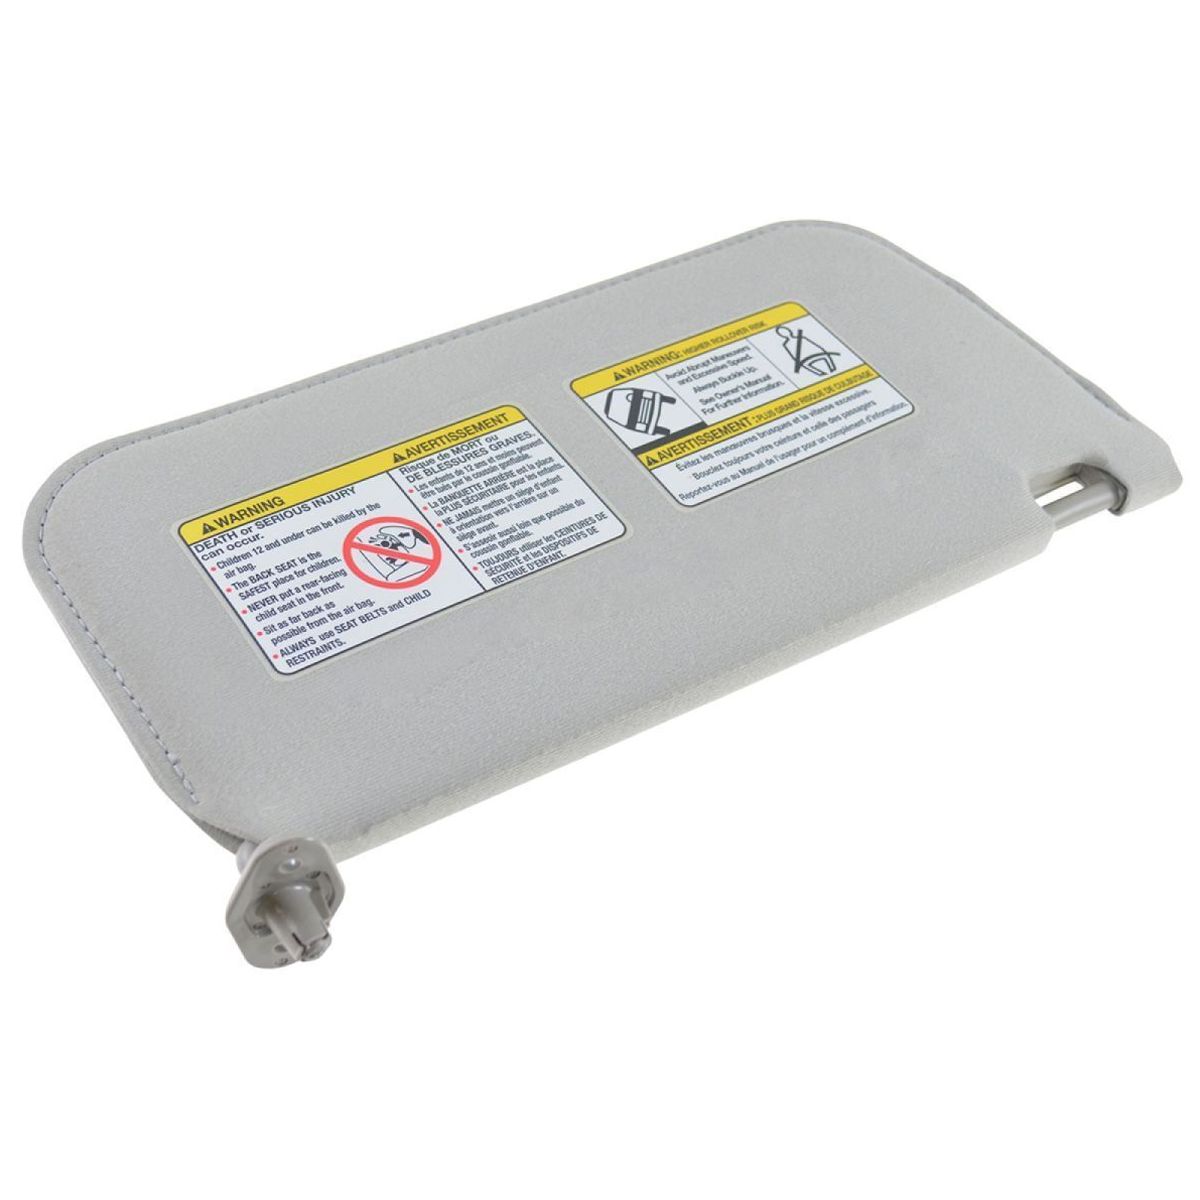 WARNING
DEATH or SERIOUS INJURY
can occur.
• Children 12 and under can be killed by the
air bag.
• The BACK SEAT is the
SAFEST place for children.
• NEVER put a rear-facing
child seat in the front.
• Sit as far back as
possible from the air bag.
• ALWAYS use SEAT BELTS and CHILD
RESTRAINTS.
AVERTISSEMENT
Risque de MORT ou
DE BLESSURES GRAVES.
• Les enfants de 12 ans et moins peuvent
être tués par le coussin gonflable.
• La BANQUETTE ARRIÈRE est la place
la PLUS SÉCURITAIRE pour les enfants.
• NE JAMAIS mettre un siège d'enfant
à orientation vers l'arrière sur un
siège avant.
• S'asseoir aussi loin que possible du
coussin gonflable.
• TOUJOURS utiliser les CEINTURES DE
SÉCURITÉ et les DISPOSITIFS DE
RETENUE D'ENFANT.
WARNING: HIGHER ROLLOVER RISK
Avoid Abrupt Maneuvers
and Excessive Speed.
Always Buckle Up.
See Owner's Manual
For Further Information.
AVERTISSEMENT : PLUS GRAND RISQUE DE CULBUTAGE
Évitez les manœuvres brusques et la vitesse excessive.
Bouclez toujours votre ceinture et celle des passagers
Reportez-vous au Manuel de l'usager pour un complément d'information.